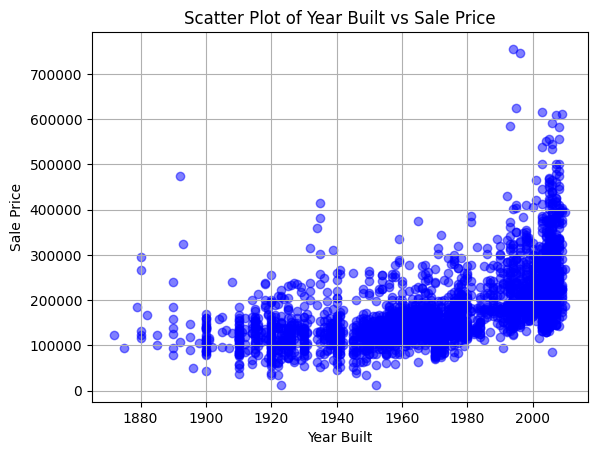 Scatter Plot of Year Built vs Sale Price
Sale Price
700000
600000
500000
400000
300000
200000
100000
0
1880 1900 1920 1940 1960 1980 2000
Year Built